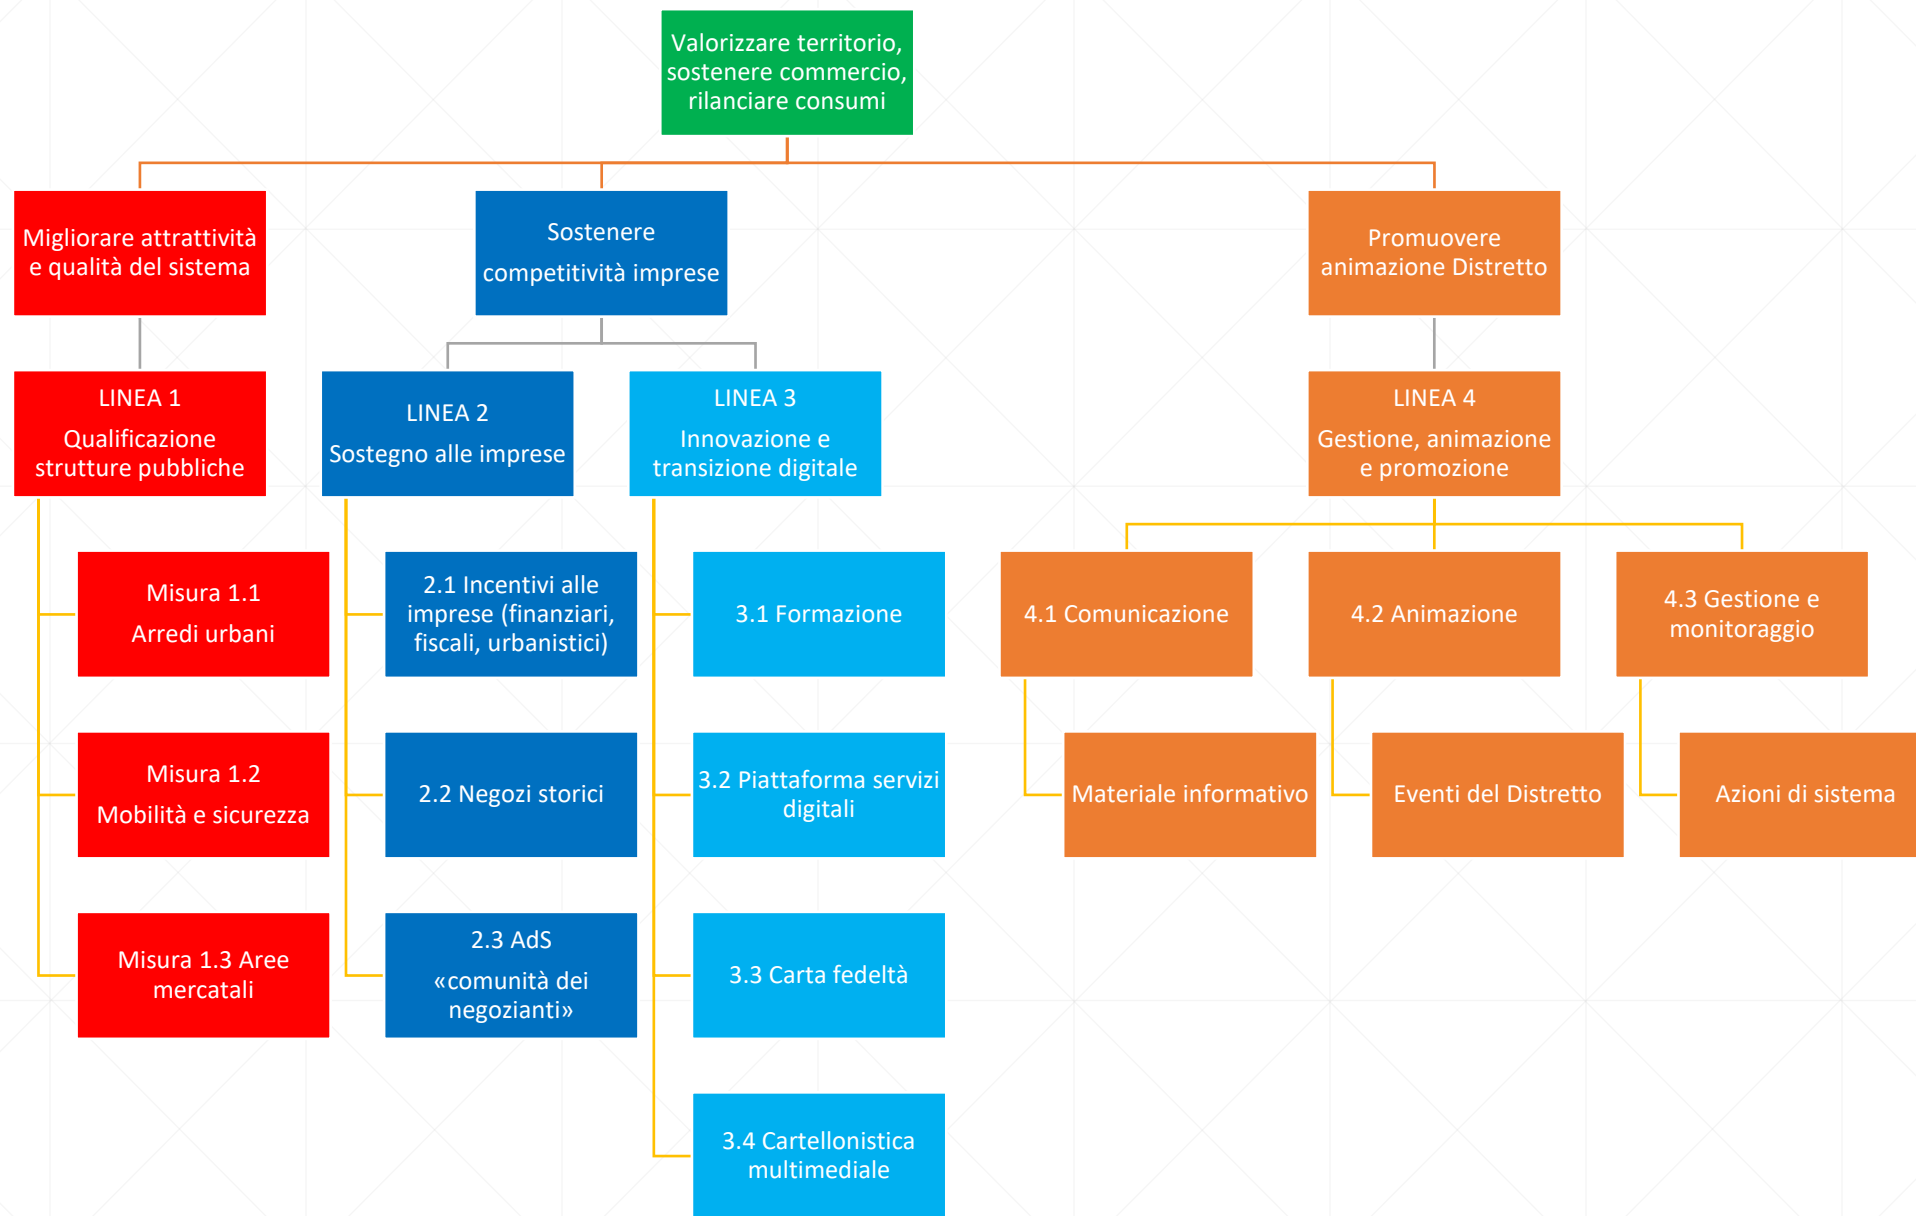 Valorizzare territorio,
sostenere commercio,
rilanciare consumi
Migliorare attrattività
e qualità del sistema
Sostenere
competitività imprese
Promuovere
animazione Distretto
LINEA 1
Qualificazione
strutture pubbliche
LINEA 2
Sostegno alle imprese
LINEA 3
Innovazione e
transizione digitale
LINEA 4
Gestione, animazione
e promozione
Misura 1.1
Arredi urbani
2.1 Incentivi alle
imprese (finanziari,
fiscali, urbanistici)
3.1 Formazione
4.1 Comunicazione
4.2 Animazione
4.3 Gestione e
monitoraggio
Misura 1.2
Mobilità e sicurezza
2.2 Negozi storici
3.2 Piattaforma servizi
digitali
Materiale informativo
Eventi del Distretto
Azioni di sistema
Misura 1.3 Aree
mercatali
2.3 AdS
«comunità dei
negozianti»
3.3 Carta fedeltà
3.4 Cartellonistica
multimediale